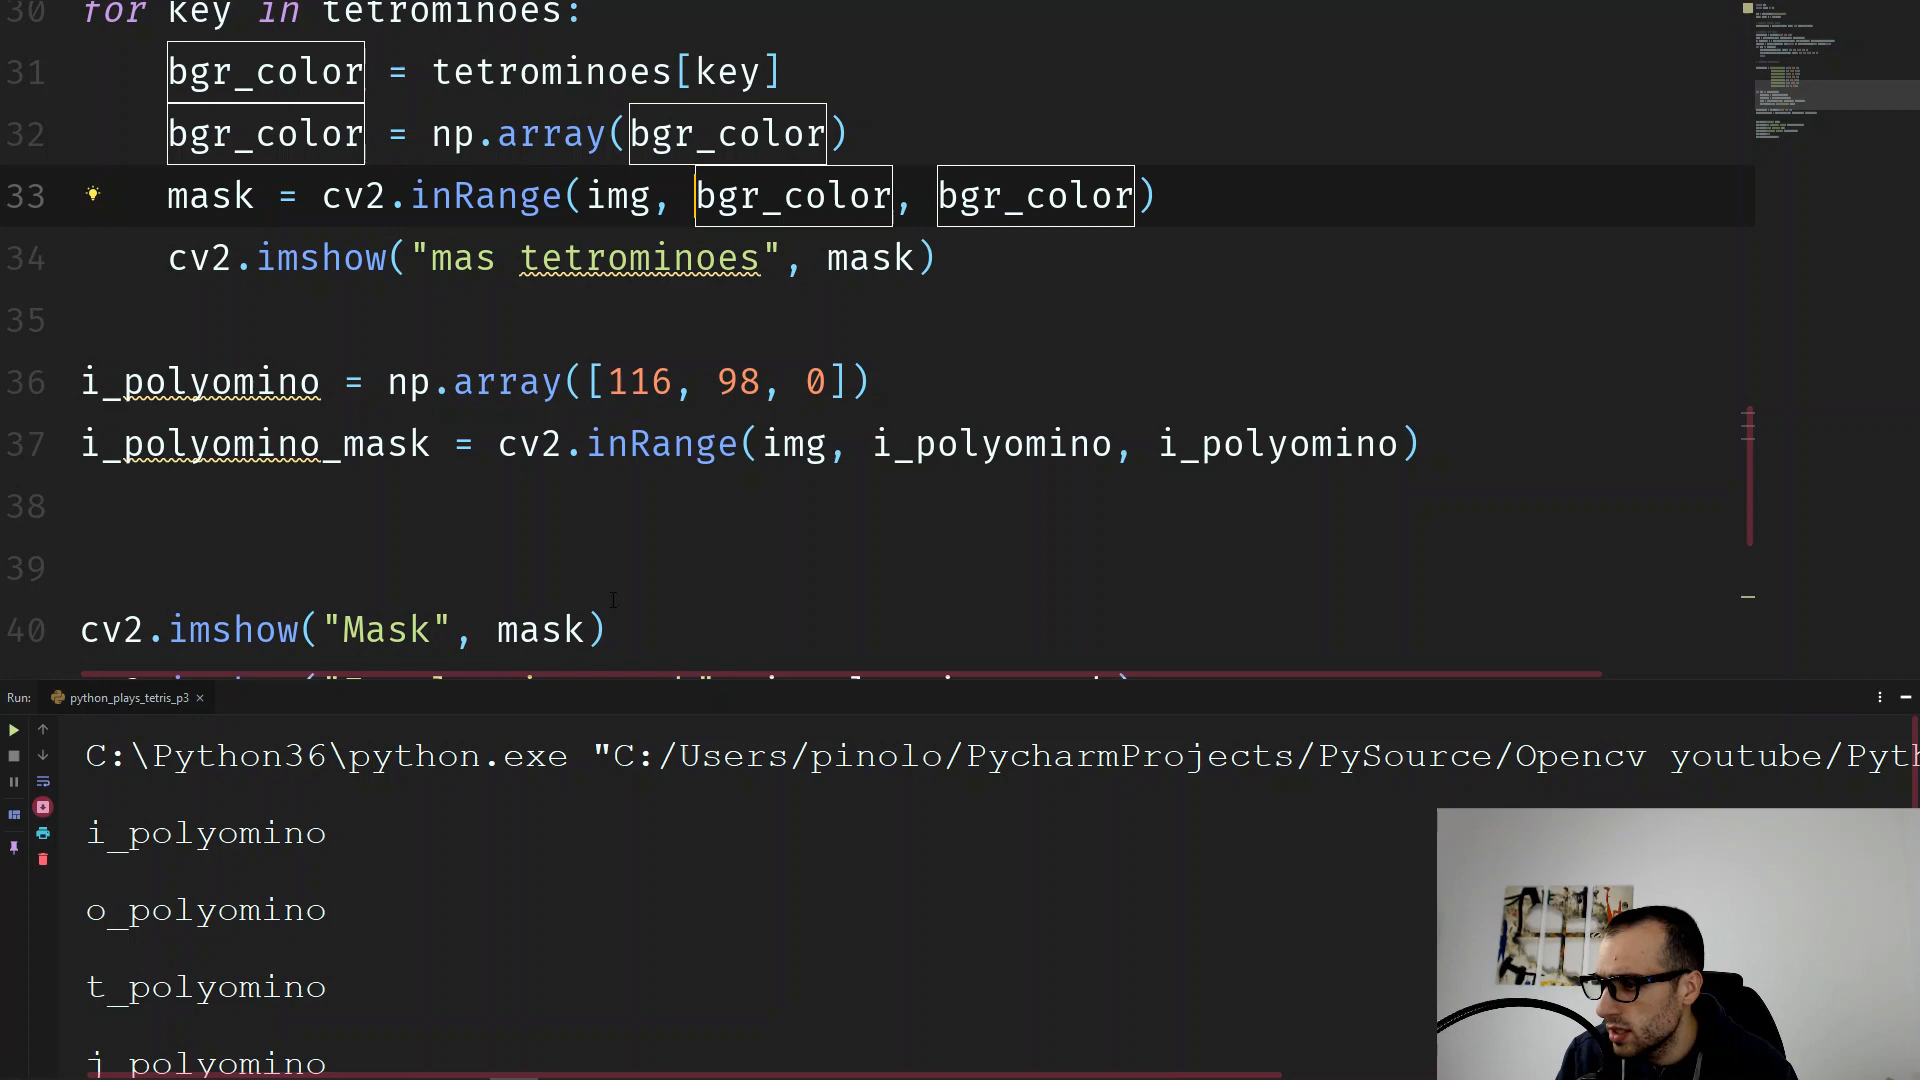 30 for key in tetrominoes:
31 bgr_color = tetrominoes[key]
32 bgr_color = np.array(bgr_color)
33 mask = cv2.inRange(img, bgr_color, bgr_color)
34 cv2.imshow("mas tetrominoes", mask)
35
36 i_polyomino = np.array([116, 98, 0])
37 i_polyomino_mask = cv2.inRange(img, i_polyomino, i_polyomino)
38
39
40 cv2.imshow("Mask", mask)
Run: python_plays_tetris_p3 ×
C:\Python36\python.exe "C:/Users/pinolo/PycharmProjects/PySource/Opencv youtube/Pyth
i_polyomino
o_polyomino
t_polyomino
j_polyomino